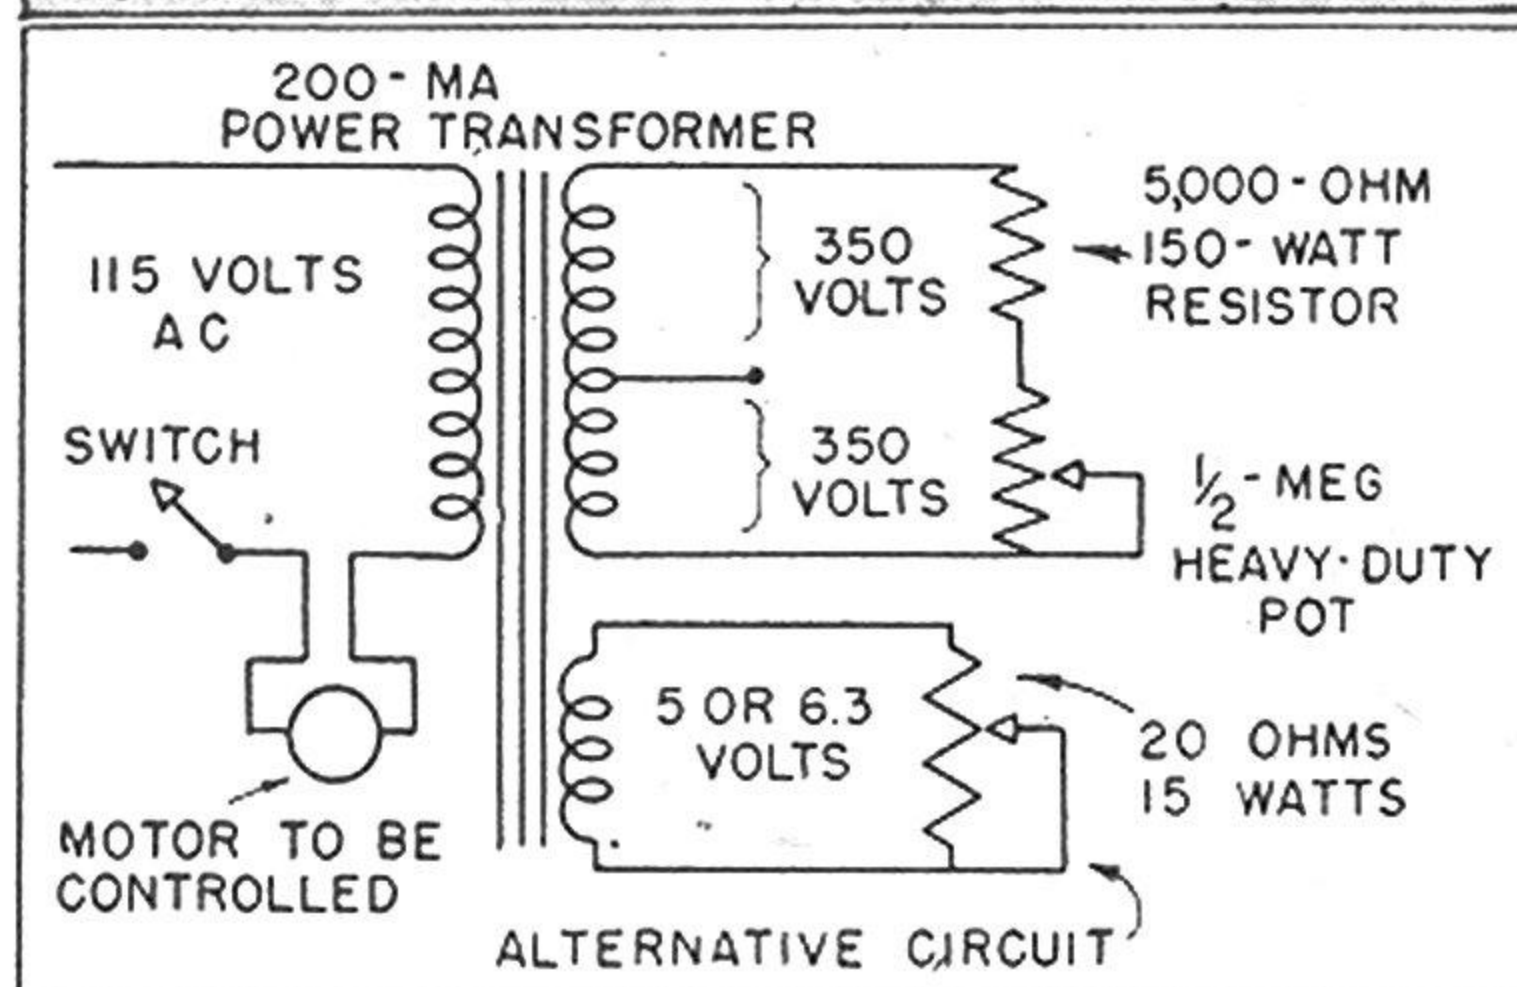 200-MA
POWER TRANSFORMER
115 VOLTS
AC
SWITCH
350
VOLTS
350
VOLTS
5,000-OHM
150-WATT
RESISTOR
1/2-MEG
HEAVY-DUTY
POT
5 OR 6.3
VOLTS
20 OHMS
15 WATTS
MOTOR TO BE
CONTROLLED
ALTERNATIVE CIRCUIT